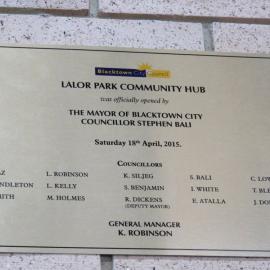 Blacktown City Council
LALOR PARK COMMUNITY HUB
was officially opened by
THE MAYOR OF BLACKTOWN CITY
COUNCILLOR STEPHEN BALI
Saturday 18th April, 2015.
COUNCILLORS
L. ROBINSON K. SILJEG S. BALI
L. KELLY S. BENJAMIN I. WHITE
M. HOLMES R. DICKENS E. ATALLA
(DEPUTY MAYOR)
GENERAL MANAGER
K. ROBINSON